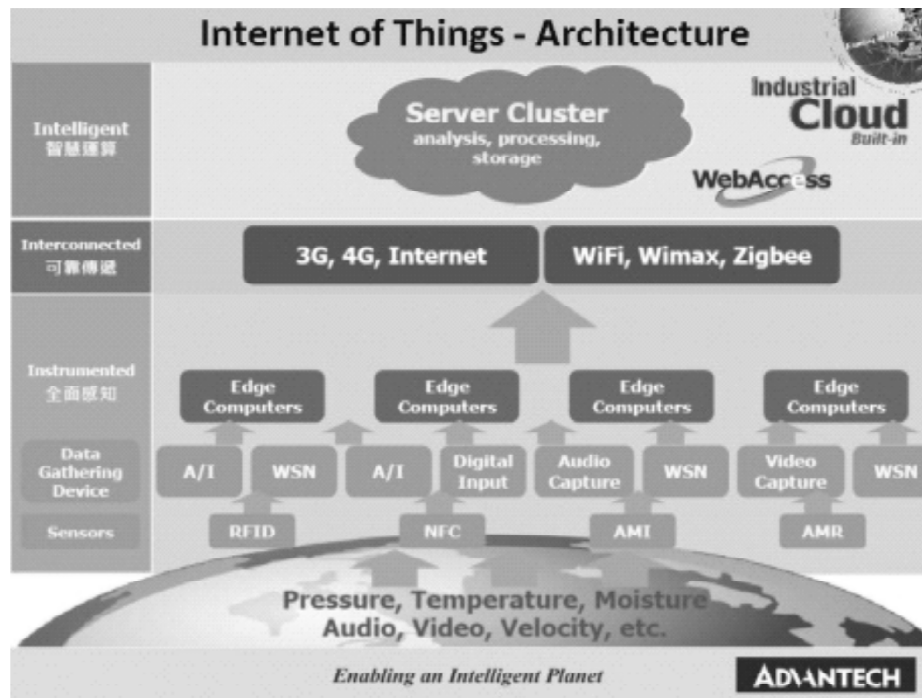 Internet of Things - Architecture
Intelligent
智慧運算
Server Cluster
analysis, processing,
storage
Industrial
Cloud
Built-in
WebAccess
Interconnected
可靠傳遞
3G, 4G, Internet
WiFi, Wimax, Zigbee
Instrumented
全面感知
Edge
Computers
Edge
Computers
Edge
Computers
Edge
Computers
Data
Gathering
Device
A/I
WSN
A/I
Digital
Input
Audio
Capture
WSN
Video
Capture
WSN
Sensors
RFID
NFC
AMI
AMR
Pressure, Temperature, Moisture
Audio, Video, Velocity, etc.
Enabling an Intelligent Planet
ADVANTECH